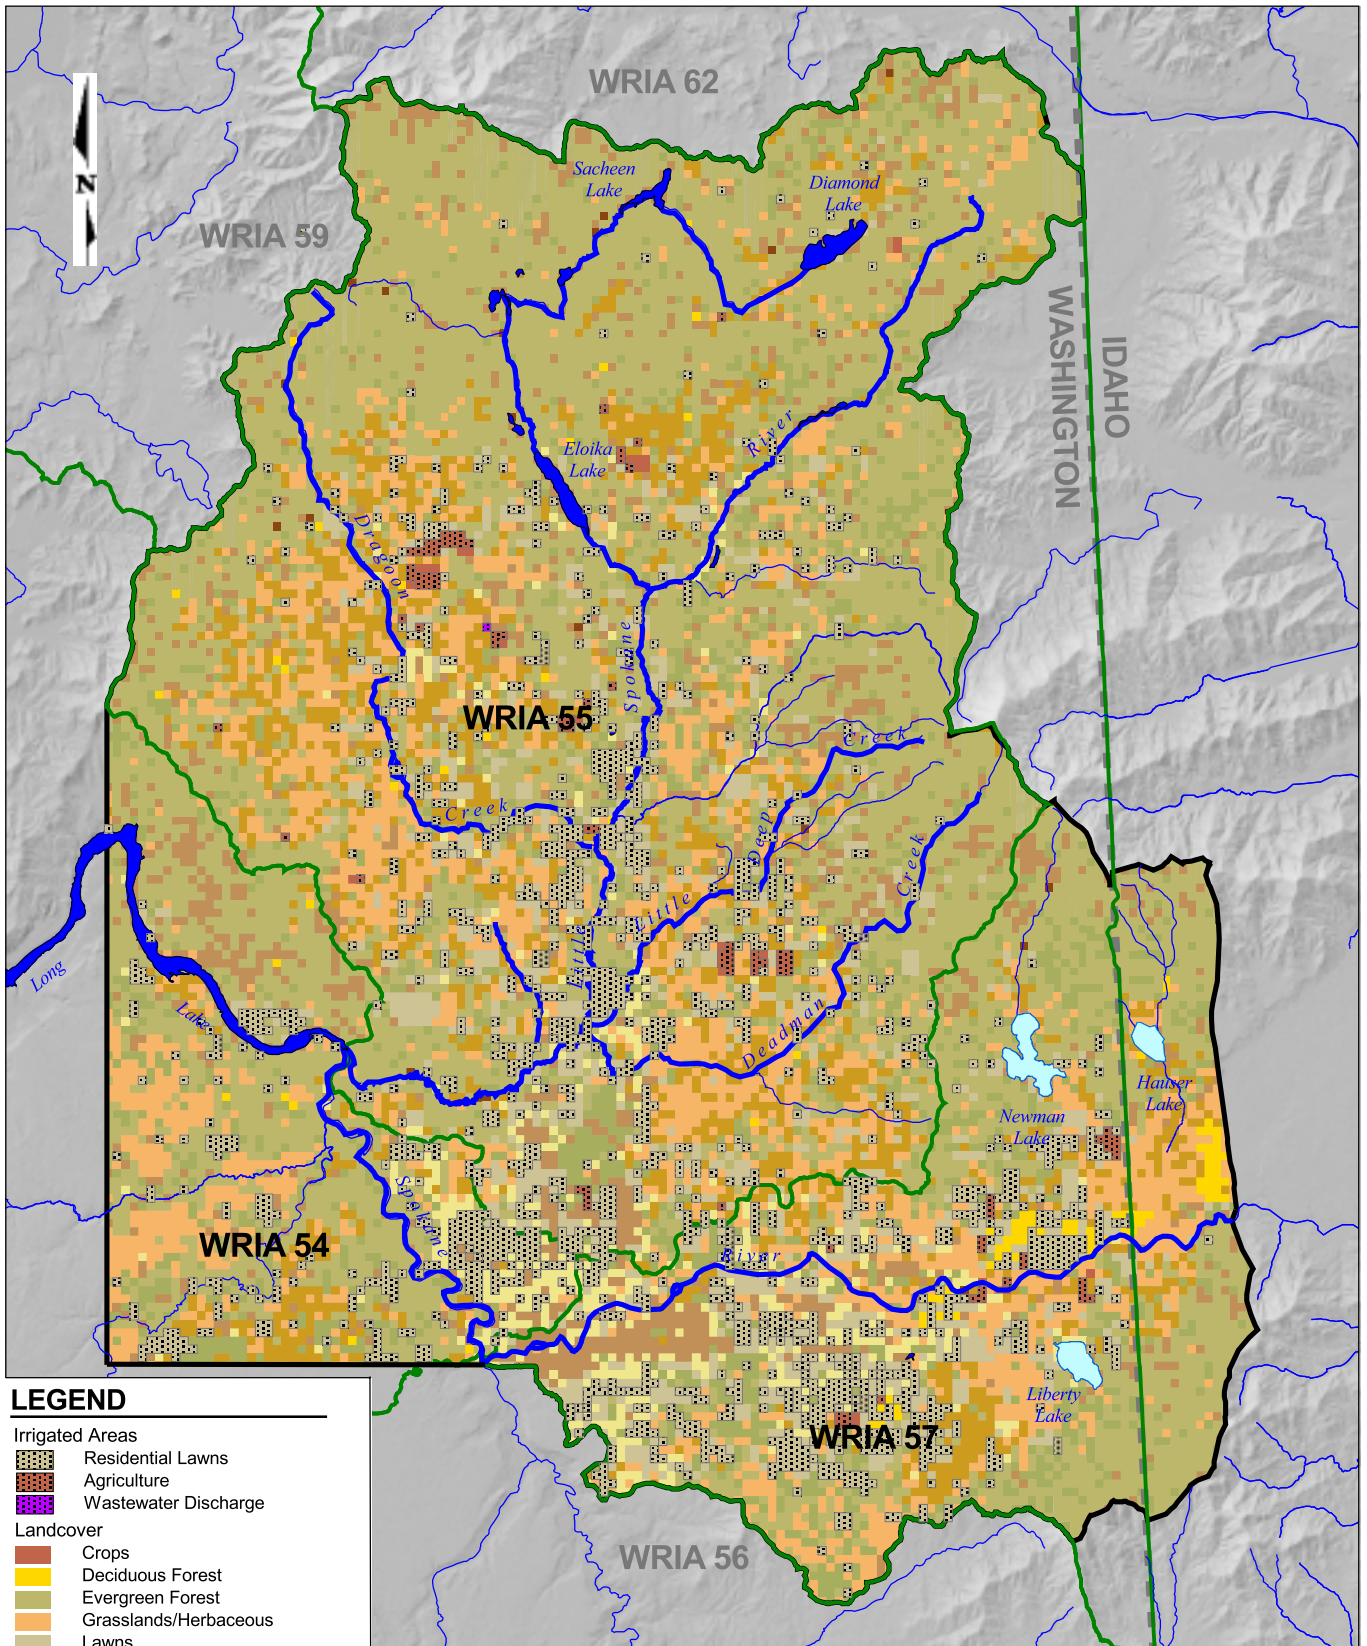 WRIA 62
Sacheen
Lake
Diamond
Lake
N
WRIA 59
WASHINGTON
IDAHO
River
Eloika
Lake
Dragoon
Spokane
WRIA 55
Creek
Creek
Deep
Creek
Little
Little
Long
Lake
Deadman
Hauser
Lake
Newman
Lake
Spokane
WRIA 54
River
Liberty
Lake
WRIA 57
WRIA 56
LEGEND
Irrigated Areas
Residential Lawns
Agriculture
Wastewater Discharge
Landcover
Crops
Deciduous Forest
Evergreen Forest
Grasslands/Herbaceous
Lawns